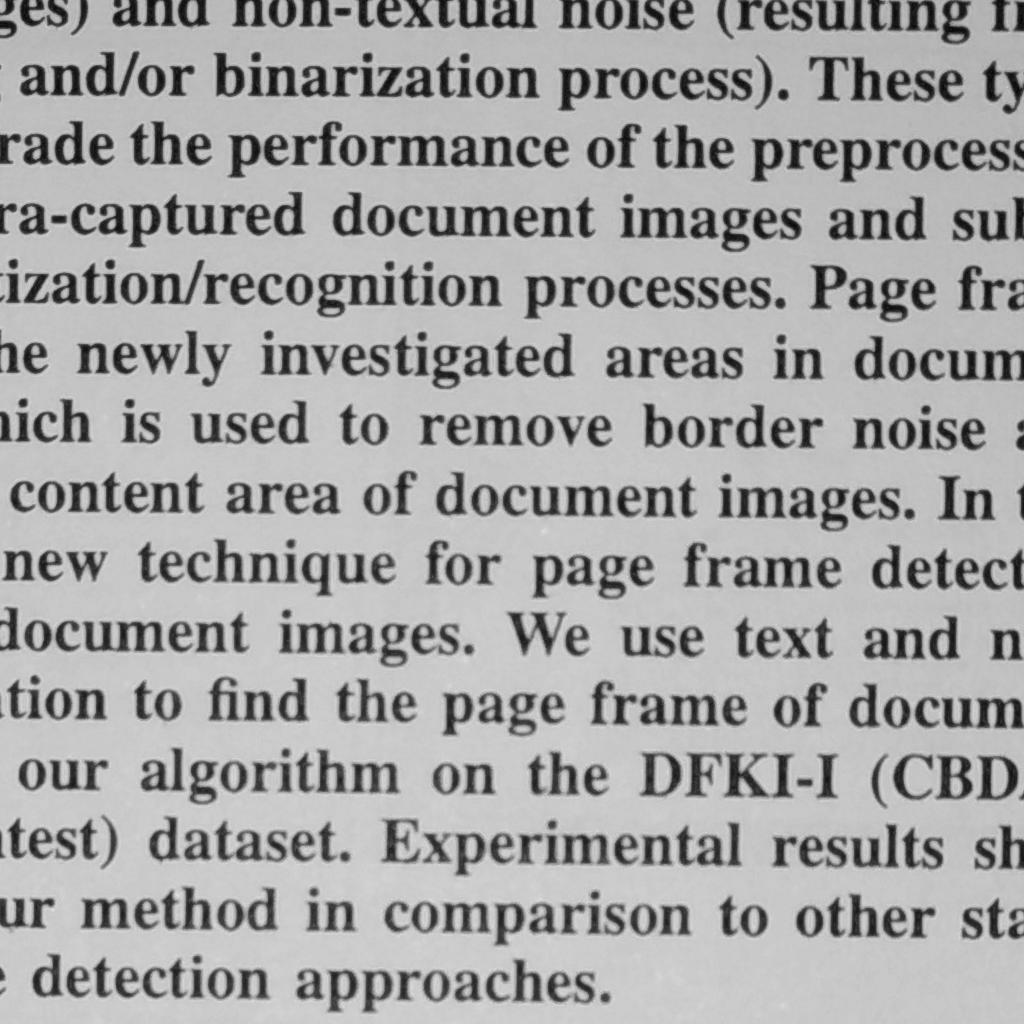 ges) and non-textual noise (resulting fr
and/or binarization process). These ty
rade the performance of the preprocess
ra-captured document images and sub
tization/recognition processes. Page fra
he newly investigated areas in docum
hich is used to remove border noise a
content area of document images. In t
new technique for page frame detect
document images. We use text and n
ation to find the page frame of docum
our algorithm on the DFKI-I (CBDA
ntest) dataset. Experimental results sh
ur method in comparison to other sta
e detection approaches.